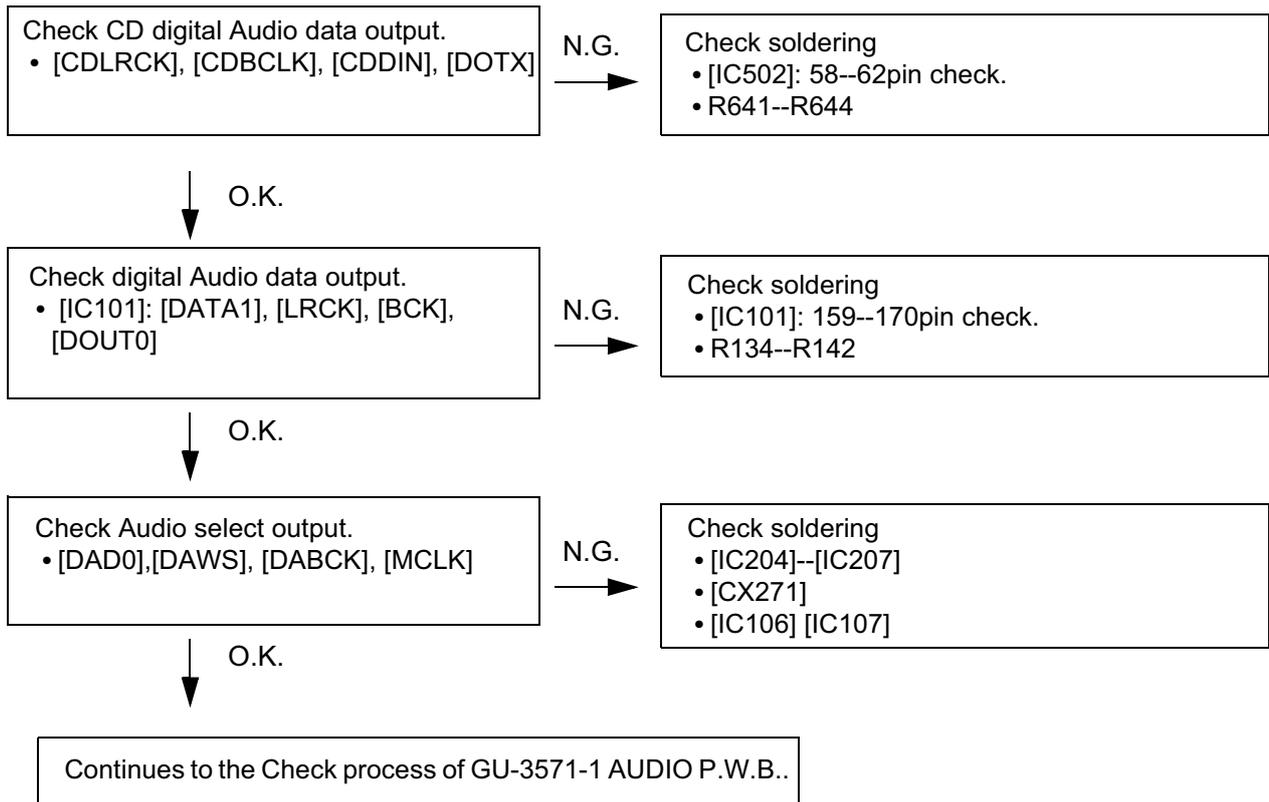 Check CD digital Audio data output.
• [CDLRCK], [CDBCLK], [CDDIN], [DOTX]
N.G.
Check soldering
• [IC502]: 58--62pin check.
• R641--R644
O.K.
Check digital Audio data output.
• [IC101]: [DATA1], [LRCK], [BCK],
[DOUT0]
N.G.
Check soldering
• [IC101]: 159--170pin check.
• R134--R142
O.K.
Check Audio select output.
• [DAD0],[DAWS], [DABCK], [MCLK]
N.G.
Check soldering
• [IC204]--[IC207]
• [CX271]
• [IC106] [IC107]
O.K.
Continues to the Check process of GU-3571-1 AUDIO P.W.B..